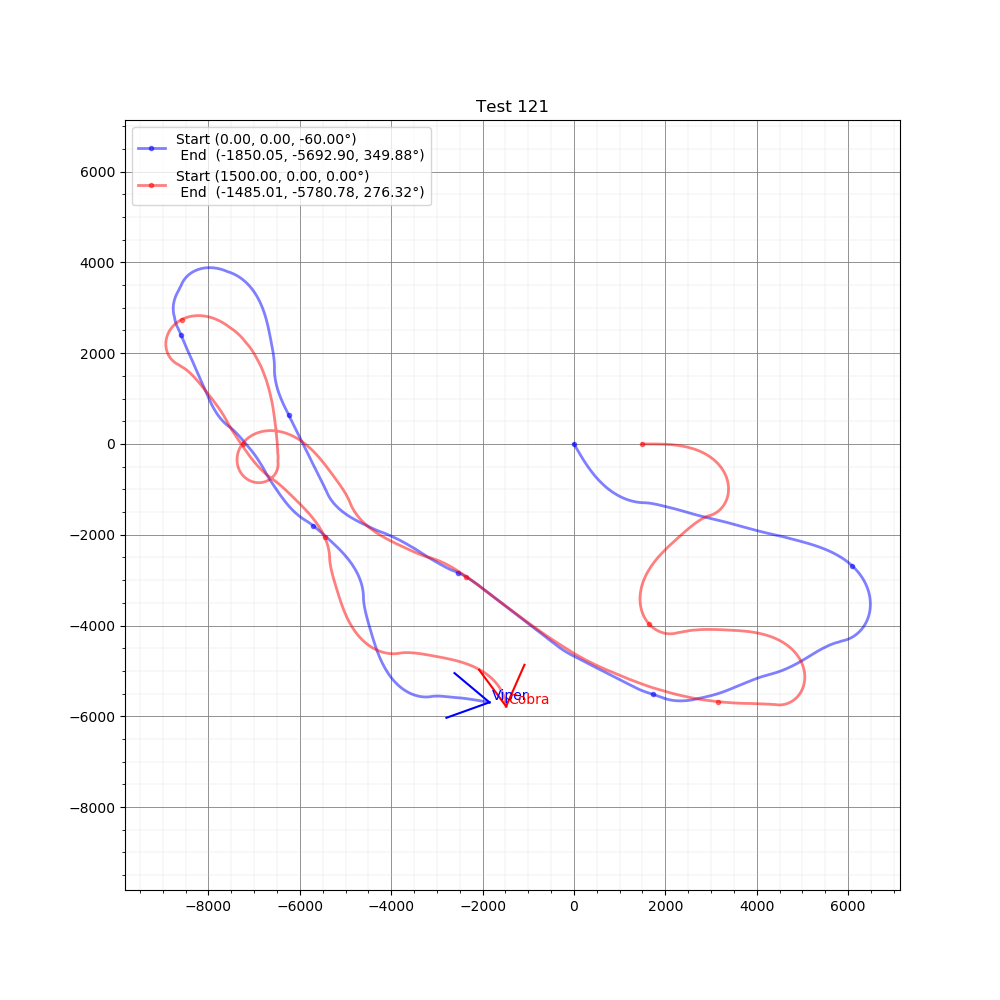 Test 121
Start (0.00, 0.00, -60.00°)
End  (-1850.05, -5692.90, 349.88°)
Start (1500.00, 0.00, 0.00°)
End  (-1485.01, -5780.78, 276.32°)
6000
4000
2000
0
−2000
−4000
−6000
−8000
Viper
Cobra
−8000 −6000 −4000 −2000 0 2000 4000 6000